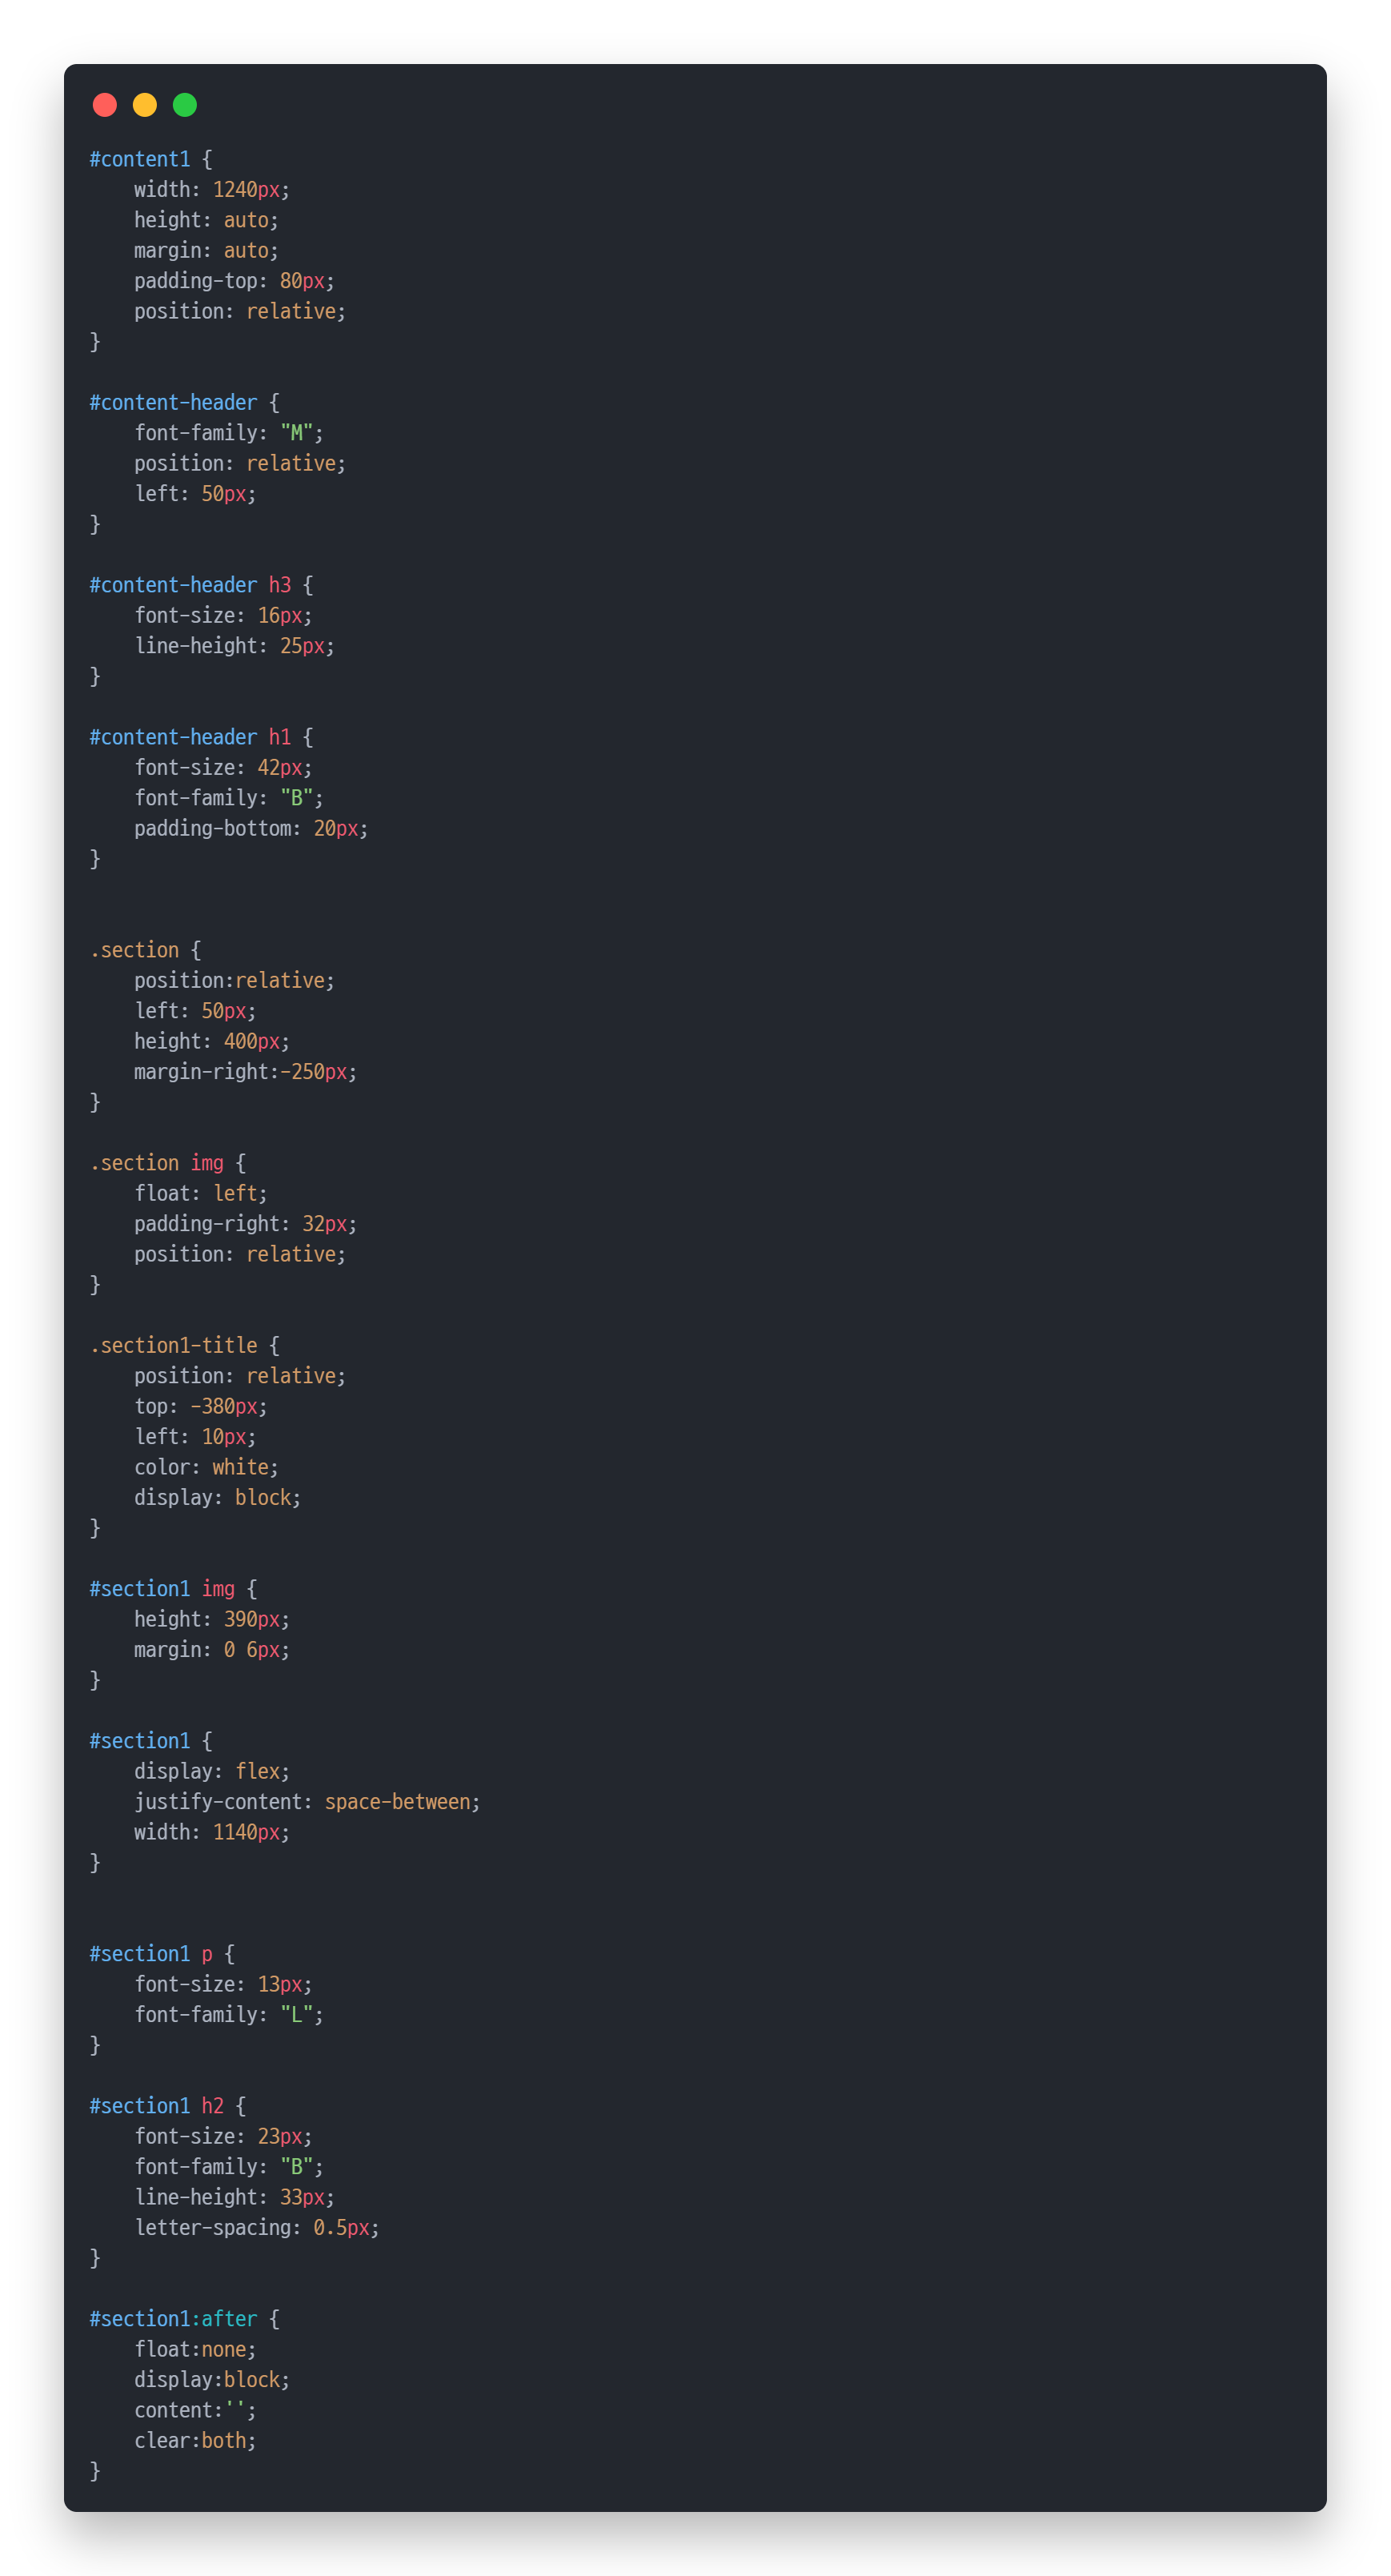 #content1 {
    width: 1240px;
    height: auto;
    margin: auto;
    padding-top: 80px;
    position: relative;
}

#content-header {
    font-family: "M";
    position: relative;
    left: 50px;
}

#content-header h3 {
    font-size: 16px;
    line-height: 25px;
}

#content-header h1 {
    font-size: 42px;
    font-family: "B";
    padding-bottom: 20px;
}


.section {
    position:relative;
    left: 50px;
    height: 400px;
    margin-right:-250px;
}

.section img {
    float: left;
    padding-right: 32px;
    position: relative;
}

.section1-title {
    position: relative;
    top: -380px;
    left: 10px;
    color: white;
    display: block;
}

#section1 img {
    height: 390px;
    margin: 0 6px;
}

#section1 {
    display: flex;
    justify-content: space-between;
    width: 1140px;
}


#section1 p {
    font-size: 13px;
    font-family: "L";
}

#section1 h2 {
    font-size: 23px;
    font-family: "B";
    line-height: 33px;
    letter-spacing: 0.5px;
}

#section1:after {
    float:none;
    display:block;
    content:'';
    clear:both;
}